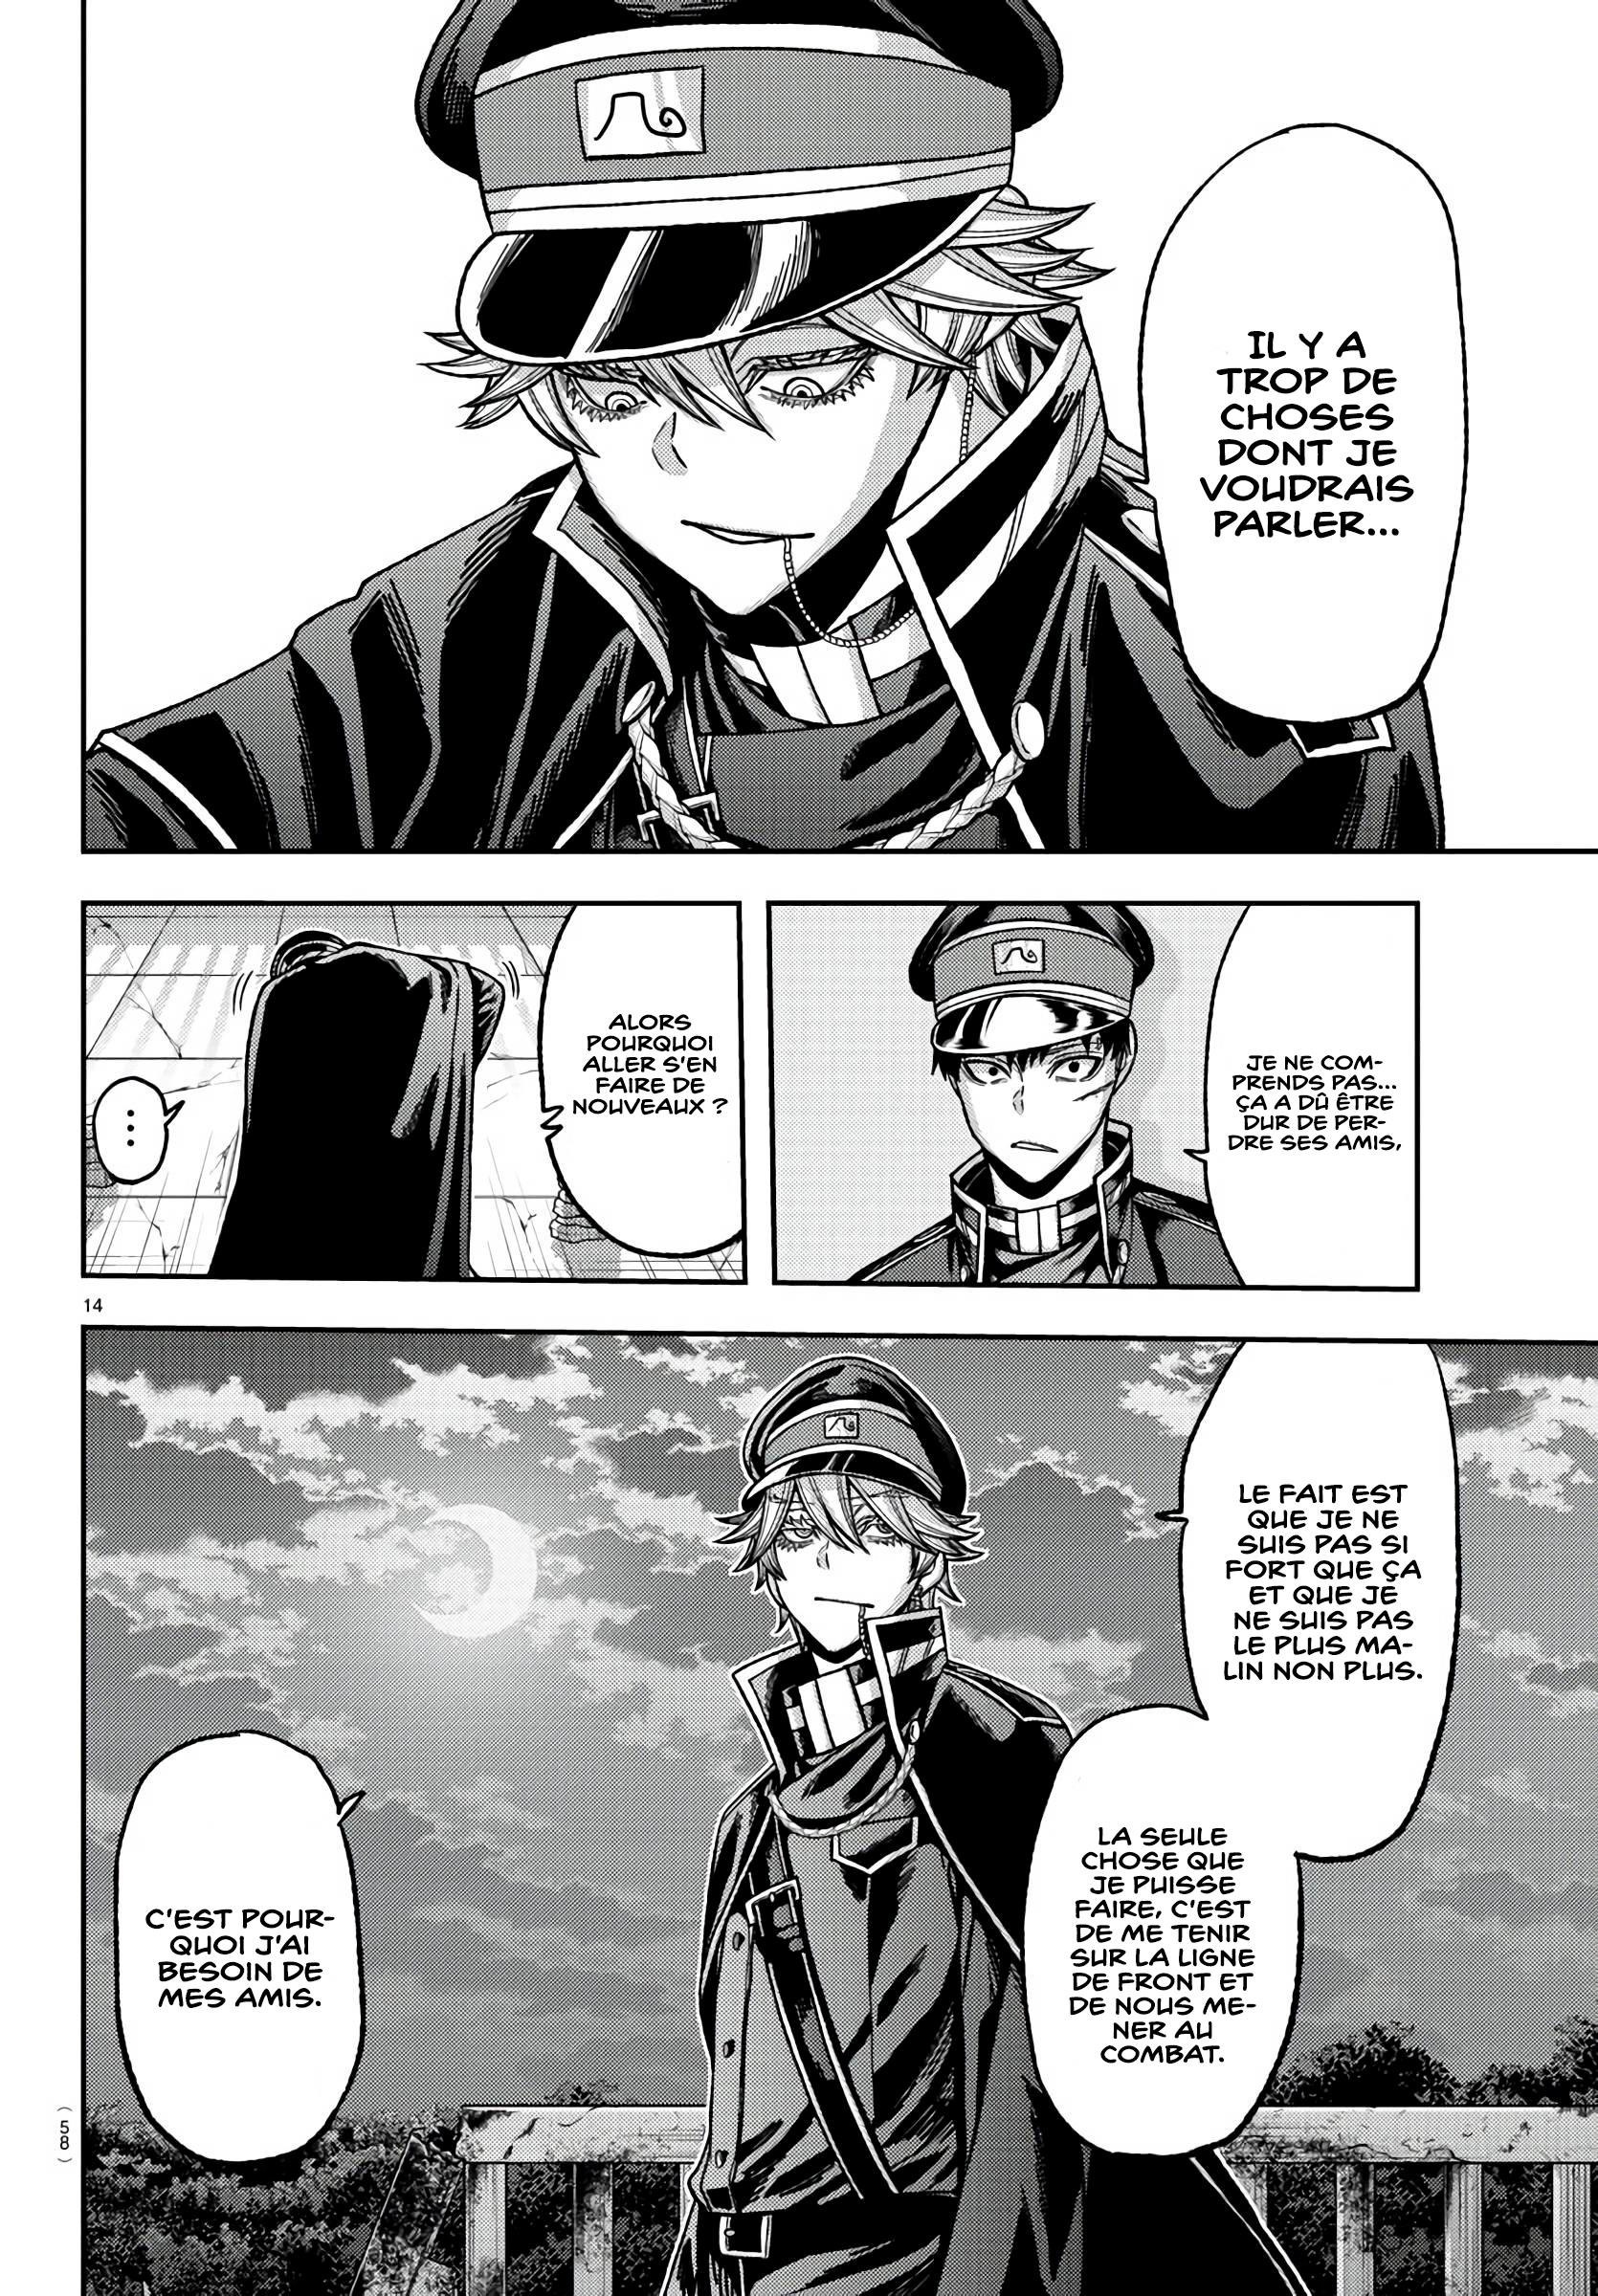 IL Y A
TROP DE
CHOSES
DONT JE
VOUDRAIS
PARLER...
JE NE COM-
PRENDS PAS...
ÇA A DÛ ÊTRE
DUR DE PER-
DRE SES AMIS,
ALORS
POURQUOI
ALLER S'EN
FAIRE DE
NOUVEAUX ?
...
14
LE FAIT EST
QUE JE NE
SUIS PAS SI
FORT QUE ÇA
ET QUE JE
NE SUIS PAS
LE PLUS MA-
LIN NON PLUS.
LA SEULE
CHOSE QUE
JE PUISSE
FAIRE, C'EST
DE ME TENIR
SUR LA LIGNE
DE FRONT ET
DE NOUS ME-
NER AU
COMBAT.
C'EST POUR-
QUOI J'AI
BESOIN DE
MES AMIS.
(58)